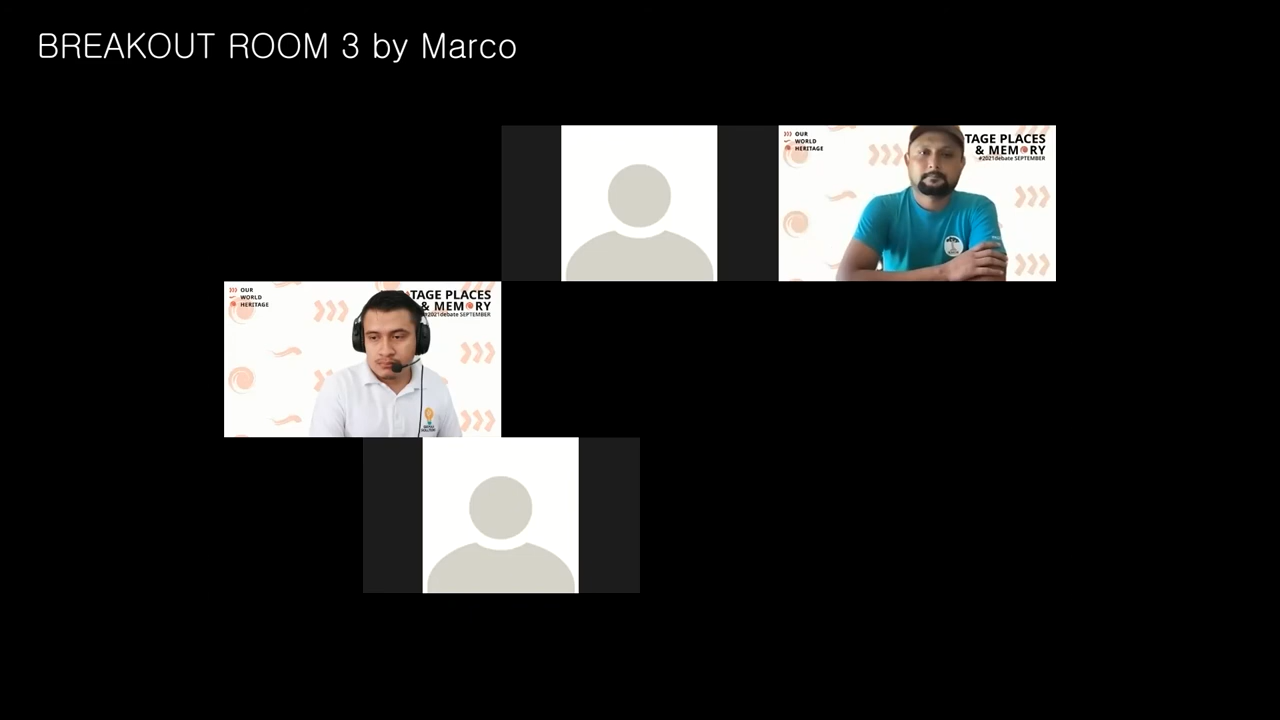 BREAKOUT ROOM 3 by Marco
OUR
WORLD
HERITAGE
TAGE PLACES
& MEMORY
#2021debate SEPTEMBER
OUR
WORLD
HERITAGE
TAGE PLACES
& MEMORY
#2021debate SEPTEMBER